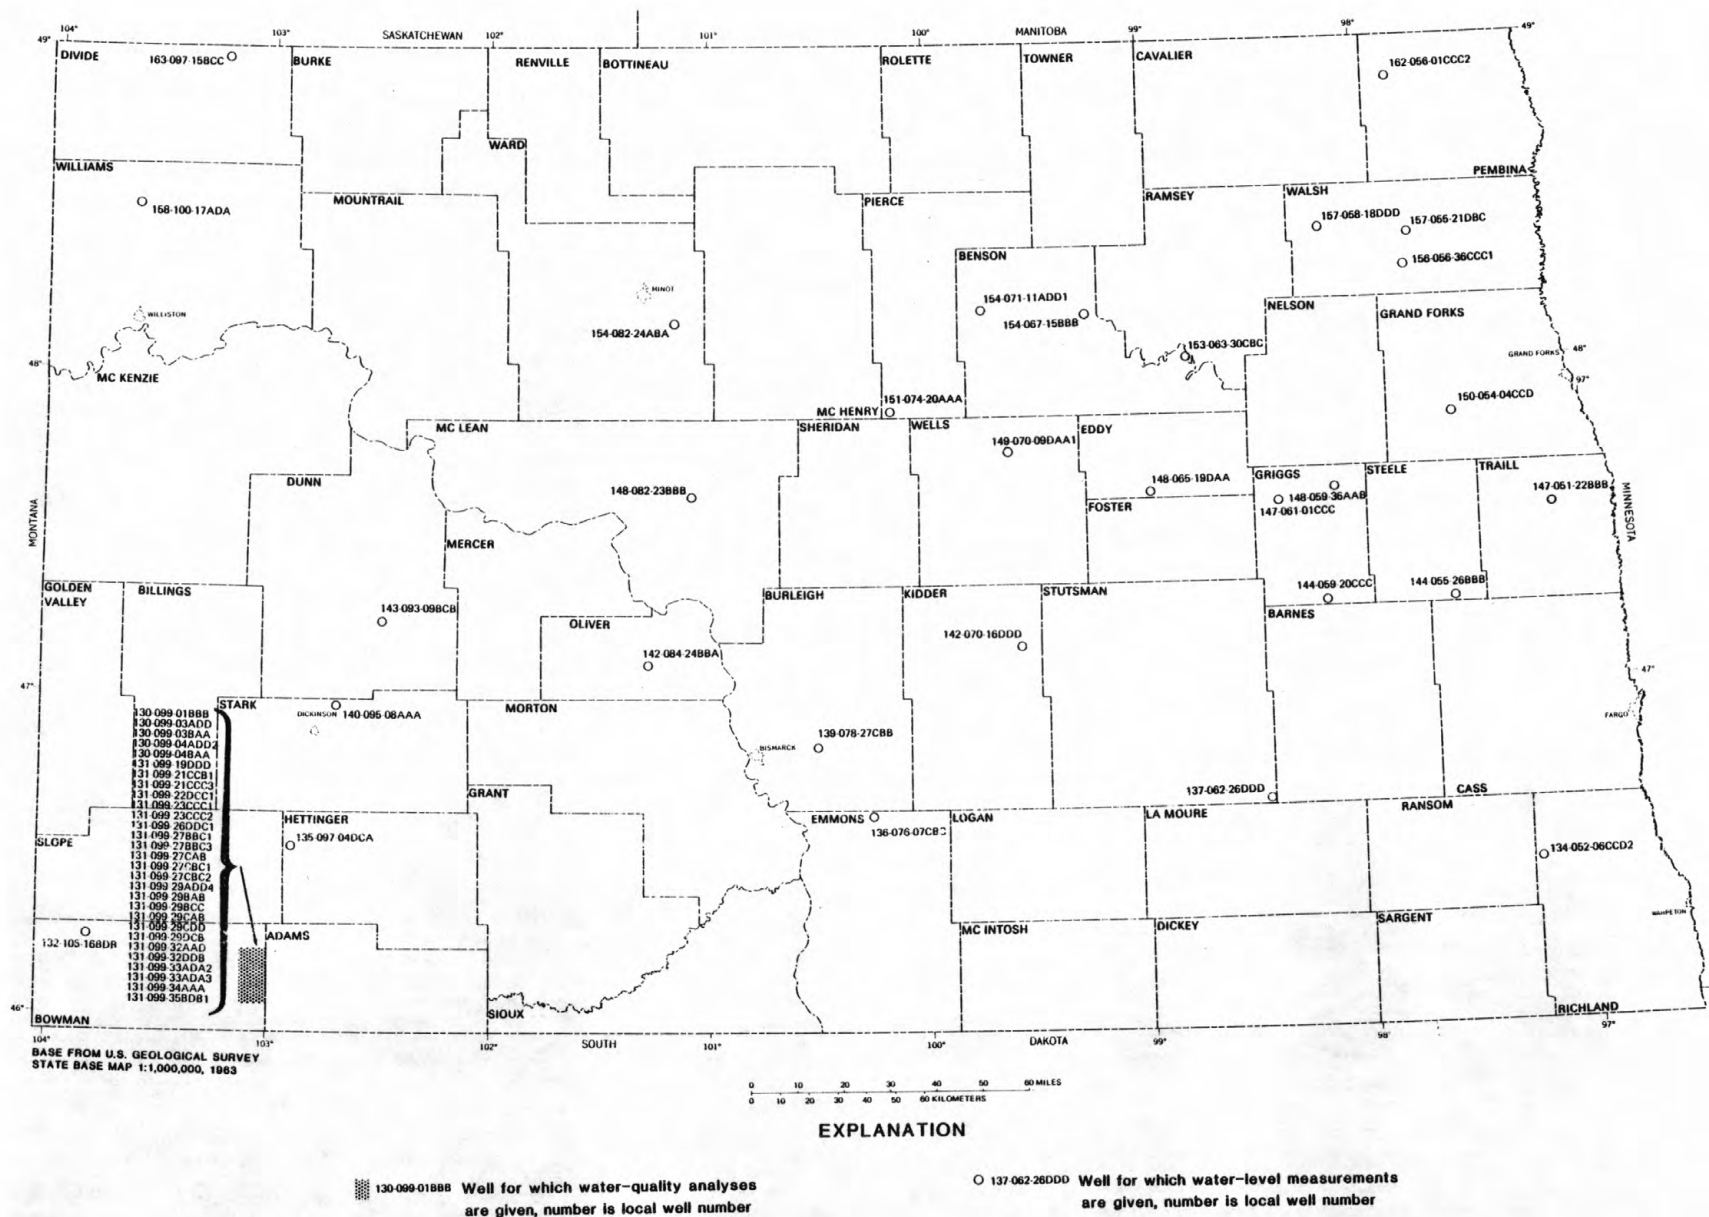 104° 103° SASKATCHEWAN 102° 101° 100° MANITOBA 99° 98° 49°
49°
DIVIDE 163-097-15BCC BURKE RENVILLE BOTTINEAU ROLETTE TOWNER CAVALIER 162-056-01CCC2
WARD
WILLIAMS PEMBINA
MOUNTRAIL PIERCE RAMSEY WALSH
158-100-17ADA 157-058-18DDD 157-055-21DBC
BENSON 156-056-36CCC1
MINOT
WILLISTON 154-082-24ABA 154-071-11ADD1 NELSON
154-067-15BBB GRAND FORKS
153-063-30CBC GRAND FORKS 48°
48°
MC KENZIE 97°
151-074-20AAA 150-054-04CCD
MC HENRY
MC LEAN SHERIDAN WELLS EDDY
149-070-09DAA1
DUNN 148-065-19DAA GRIGGS STEELE TRAILL
148-082-23BBB 148-059-36AAB 147-051-22BBB
FOSTER 147-061-01CCC
MONTANA MINNESOTA
MERCER
GOLDEN VALLEY BILLINGS 144-059-20CCC 144-055-26BBB
BURLEIGH KIDDER STUTSMAN
143-093-09BCB BARNES
OLIVER
142-070-16DDD
142-084-24BBA
47° 47°
STARK
MORTON
DICKINSON 140-095-08AAA
FARGO
BISMARCK 139-078-27CBB
130-099-01BBB
130-099-03ADD
130-099-03BAA
130-099-04ADD2
130-099-04BAA
131-099-19DDD
131-099-21CCB1
131-099-21CCC3
131-099-22DCC1
131-099-23CCC1
131-099-23CCC2
131-099-26DDC1
131-099-27BBC1
131-099-27BBC3
131-099-27CAB
131-099-27CBC1
131-099-27CBC2
131-099-29ADD4
131-099-29BAB
131-099-29BCC
131-099-29CAB
131-099-29CDD
131-099-29DCB
131-099-32AAD
131-099-32DDB
131-099-33ADA2
131-099-33ADA3
131-099-34AAA
131-099-35BDB1
GRANT 137-062-26DDD CASS
RANSOM
HETTINGER EMMONS LOGAN LA MOURE
136-076-07CBC
SLOPE 135-097-04DCA
134-052-06CCD2
WAHPETON
ADAMS MC INTOSH DICKEY SARGENT
132-105-16BDB
46°
SIOUX RICHLAND
BOWMAN
104° 103° 102° SOUTH 101° 100° DAKOTA 99° 98° 97°
BASE FROM U.S. GEOLOGICAL SURVEY
STATE BASE MAP 1:1,000,000, 1963
0 10 20 30 40 50 60 MILES
0 10 20 30 40 50 60 KILOMETERS
EXPLANATION
130-099-01BBB Well for which water-quality analyses
are given, number is local well number
137-062-26DDD Well for which water-level measurements
are given, number is local well number